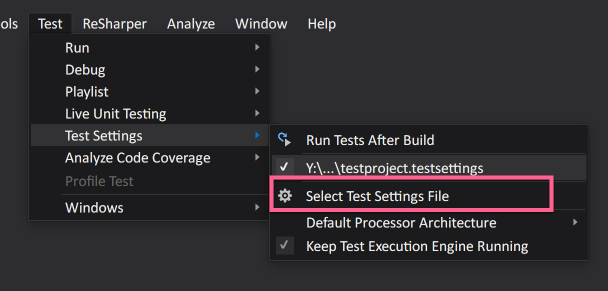 ols Test ReSharper Analyze Window Help
Run
Debug
Playlist
Live Unit Testing
Test Settings
Run Tests After Build
Analyze Code Coverage
Y:\...\testproject.testsettings
Profile Test
Select Test Settings File
Windows
Default Processor Architecture
Keep Test Execution Engine Running